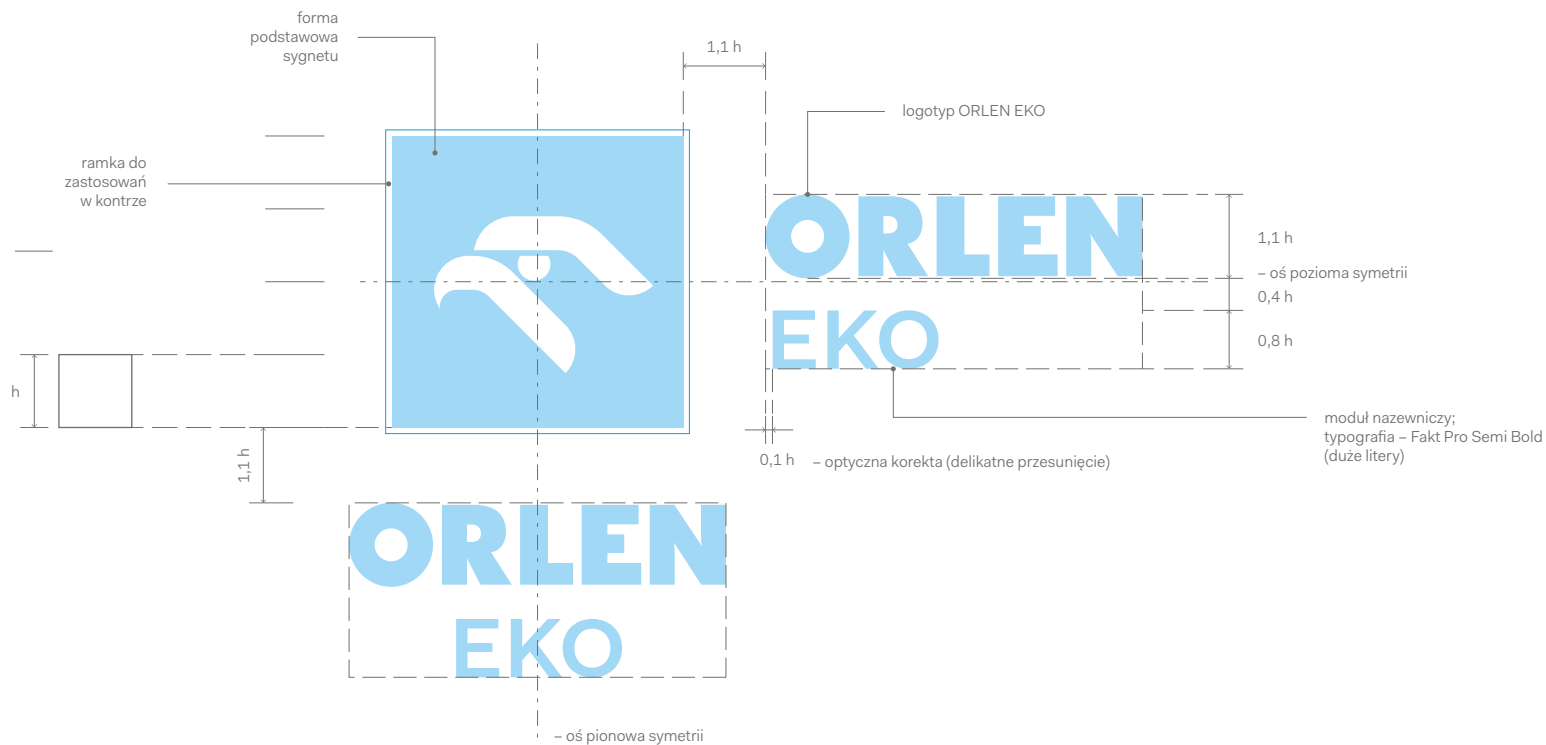 forma
podstawowa
sygnetu
1,1 h
logotyp ORLEN EKO
ramka do
zastosowań
w kontrze
ORLEN
1,1 h
– oś pozioma symetrii
0,4 h
EKO
0,8 h
h
moduł nazewniczy;
typografia – Fakt Pro Semi Bold
(duże litery)
1,1 h
0,1 h
– optyczna korekta (delikatne przesunięcie)
ORLEN
EKO
– oś pionowa symetrii